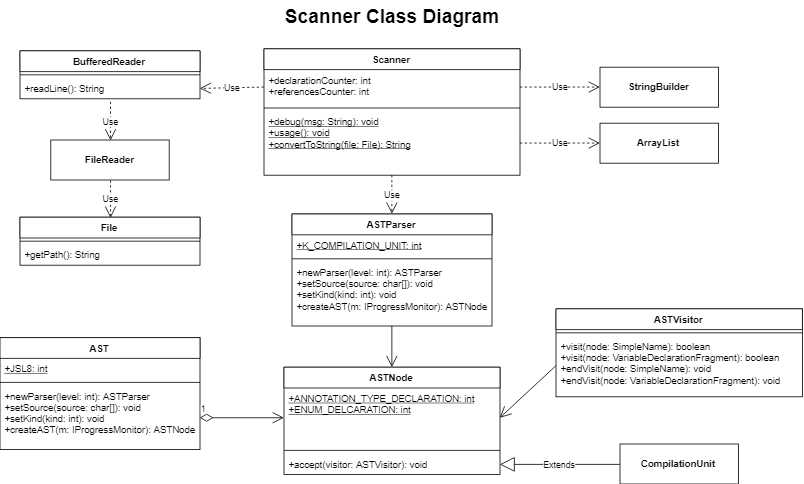 Scanner Class Diagram
BufferedReader
+readLine(): String
Use
FileReader
Use
File
+getPath(): String
Use
Scanner
+declarationCounter: int
+referencesCounter: int
+debug(msg: String): void
+usage(): void
+convertToString(file: File): String
Use
StringBuilder
Use
ArrayList
Use
ASTParser
+K_COMPILATION_UNIT: int
+newParser(level: int): ASTParser
+setSource(source: char[]): void
+setKind(kind: int): void
+createAST(m: IProgressMonitor): ASTNode
ASTVisitor
+visit(node: SimpleName): boolean
+visit(node: VariableDeclarationFragment): boolean
+endVisit(node: SimpleName): void
+endVisit(node: VariableDeclarationFragment): void
AST
+JSL8: int
+newParser(level: int): ASTParser
+setSource(source: char[]): void
+setKind(kind: int): void
+createAST(m: IProgressMonitor): ASTNode
1
ASTNode
+ANNOTATION_TYPE_DECLARATION: int
+ENUM_DELCARATION: int
+accept(visitor: ASTVisitor): void
Extends
CompilationUnit